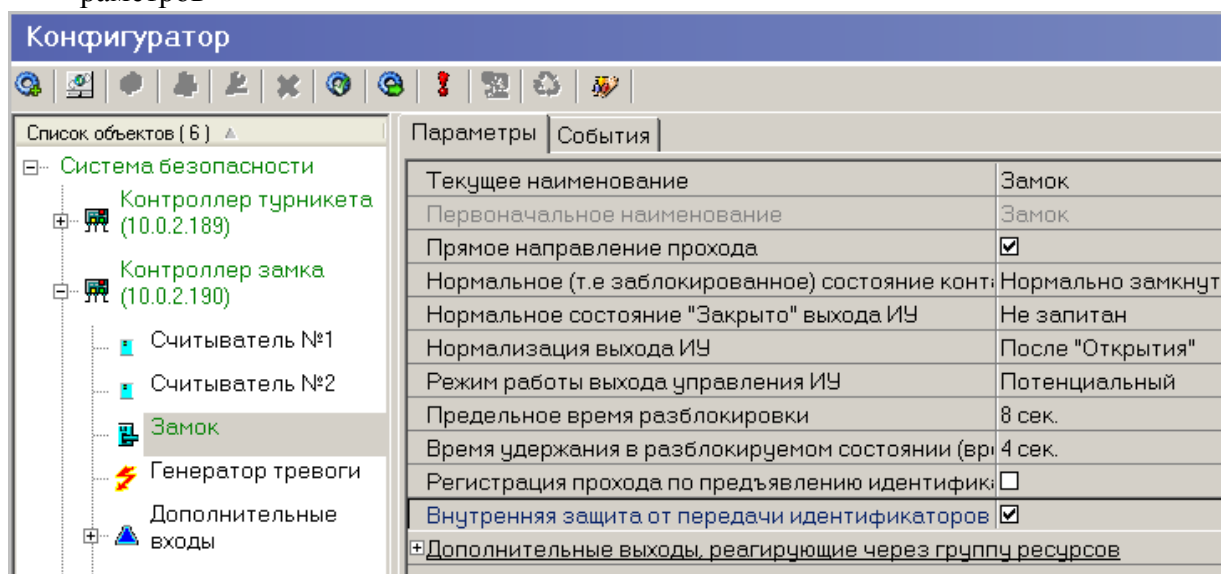 раметров
Конфигуратор
Список объектов ( 6 )
Система безопасности
Контроллер турникета
(10.0.2.189)
Контроллер замка
(10.0.2.190)
Считыватель №1
Считыватель №2
Замок
Генератор тревоги
Дополнительные
входы
Параметры События
Текущее наименование Замок
Первоначальное наименование Замок
Прямое направление прохода
Нормальное (т.е заблокированное) состояние конт Нормально замкнут
Нормальное состояние "Закрыто" выхода ИУ Не запитан
Нормализация выхода ИУ После "Открытия"
Режим работы выхода управления ИУ Потенциальный
Предельное время разблокировки 8 сек.
Время удержания в разблокируемом состоянии (вр 4 сек.
Регистрация прохода по предъявлению идентифик
Внутренняя защита от передачи идентификаторов
Дополнительные выходы, реагирующие через группу ресурсов